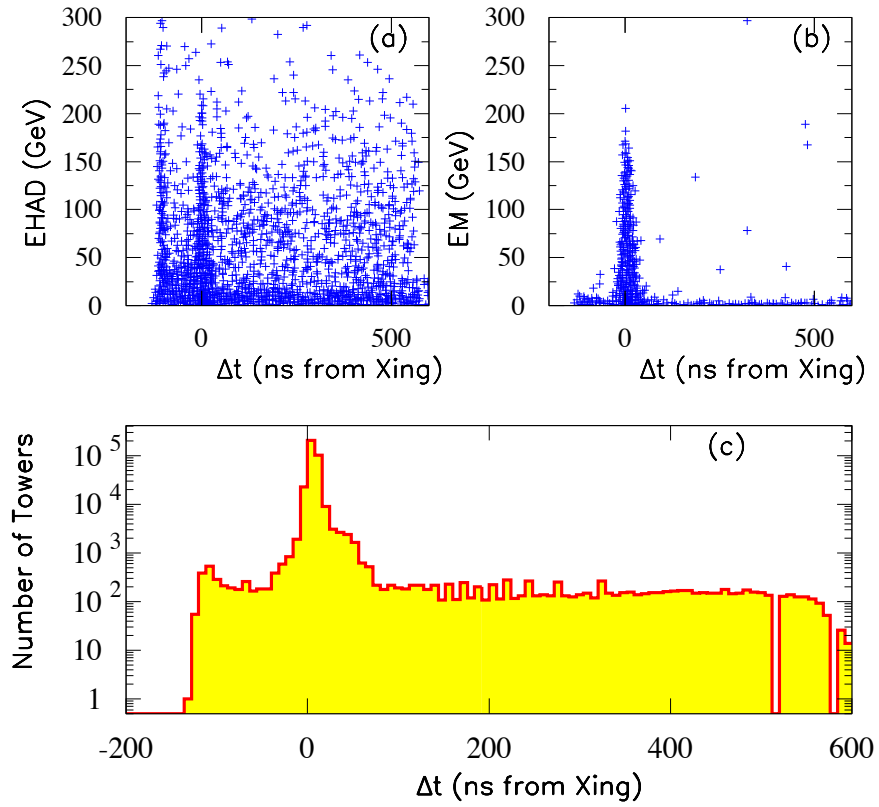 (a)
EHAD (GeV)
300
250
200
150
100
50
0
0 500
Δt (ns from Xing)
(b)
EM (GeV)
300
250
200
150
100
50
0
0 500
Δt (ns from Xing)
(c)
Number of Towers
10^5
10^4
10^3
10^2
10
1
-200 0 200 400 600
Δt (ns from Xing)